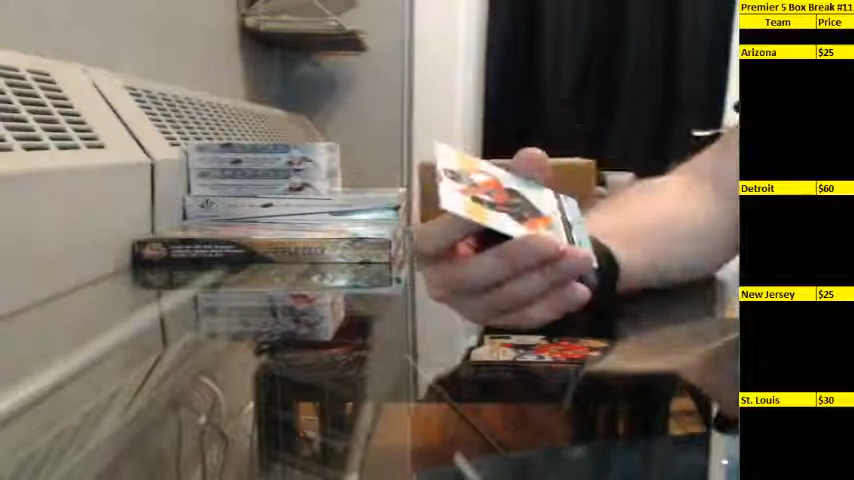 Premier 5 Box Break #11
Team Price
Arizona $25
Detroit $60
New Jersey $25
St. Louis $30